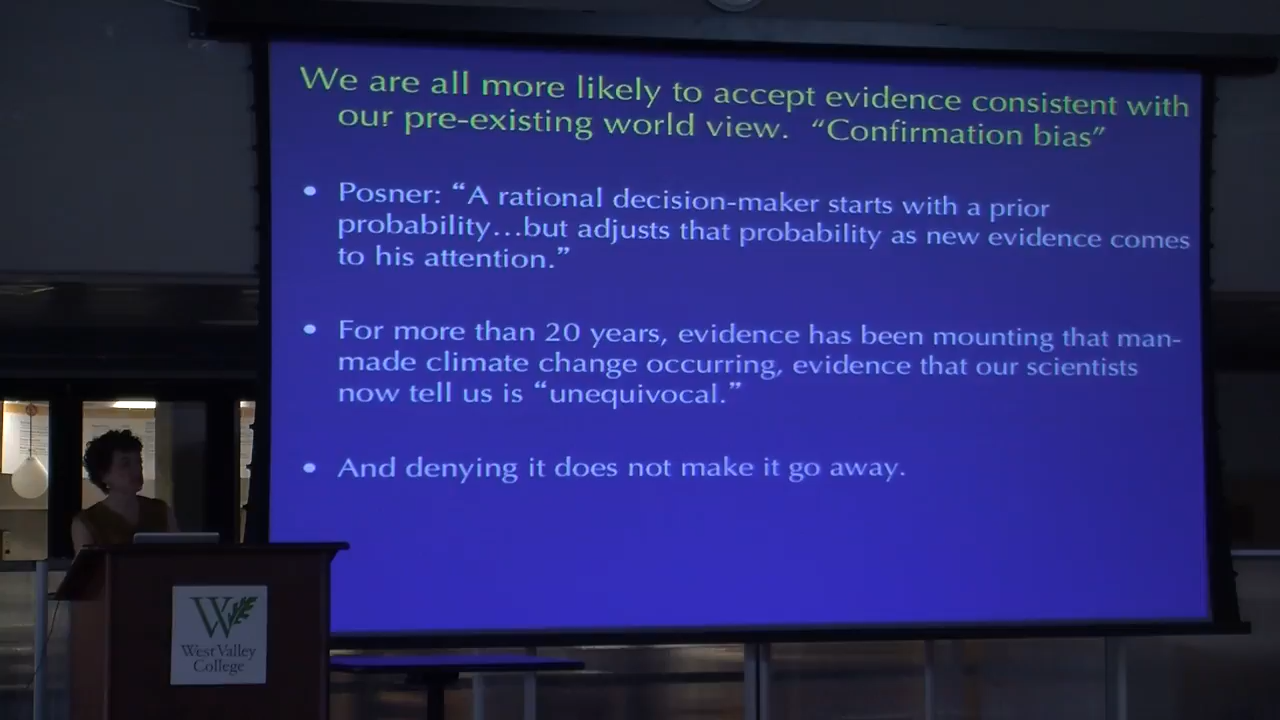 We are all more likely to accept evidence consistent with
our pre-existing world view. “Confirmation bias”
• Posner: “A rational decision-maker starts with a prior
probability...but adjusts that probability as new evidence comes
to his attention.”
• For more than 20 years, evidence has been mounting that man-
made climate change occurring, evidence that our scientists
now tell us is “unequivocal.”
• And denying it does not make it go away.
W
West Valley
College